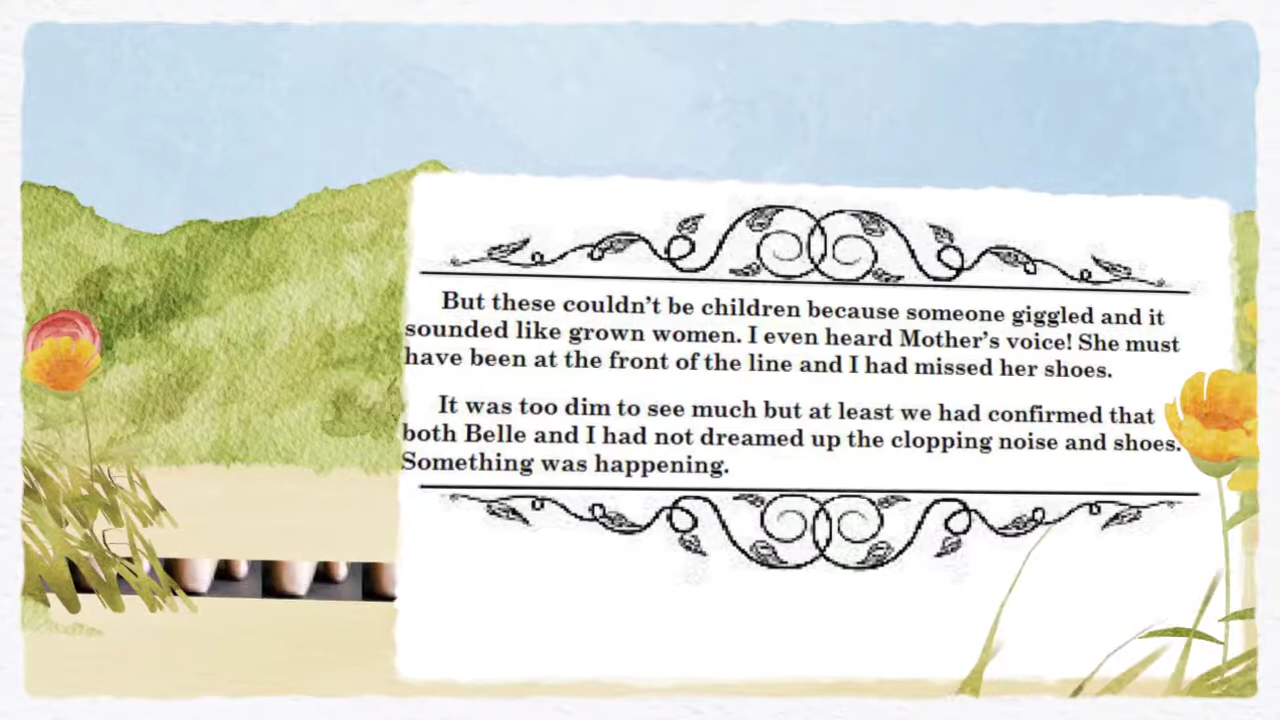 But these couldn't be children because someone giggled and it
sounded like grown women. I even heard Mother's voice! She must
have been at the front of the line and I had missed her shoes.
It was too dim to see much but at least we had confirmed that
both Belle and I had not dreamed up the clopping noise and shoes.
Something was happening.